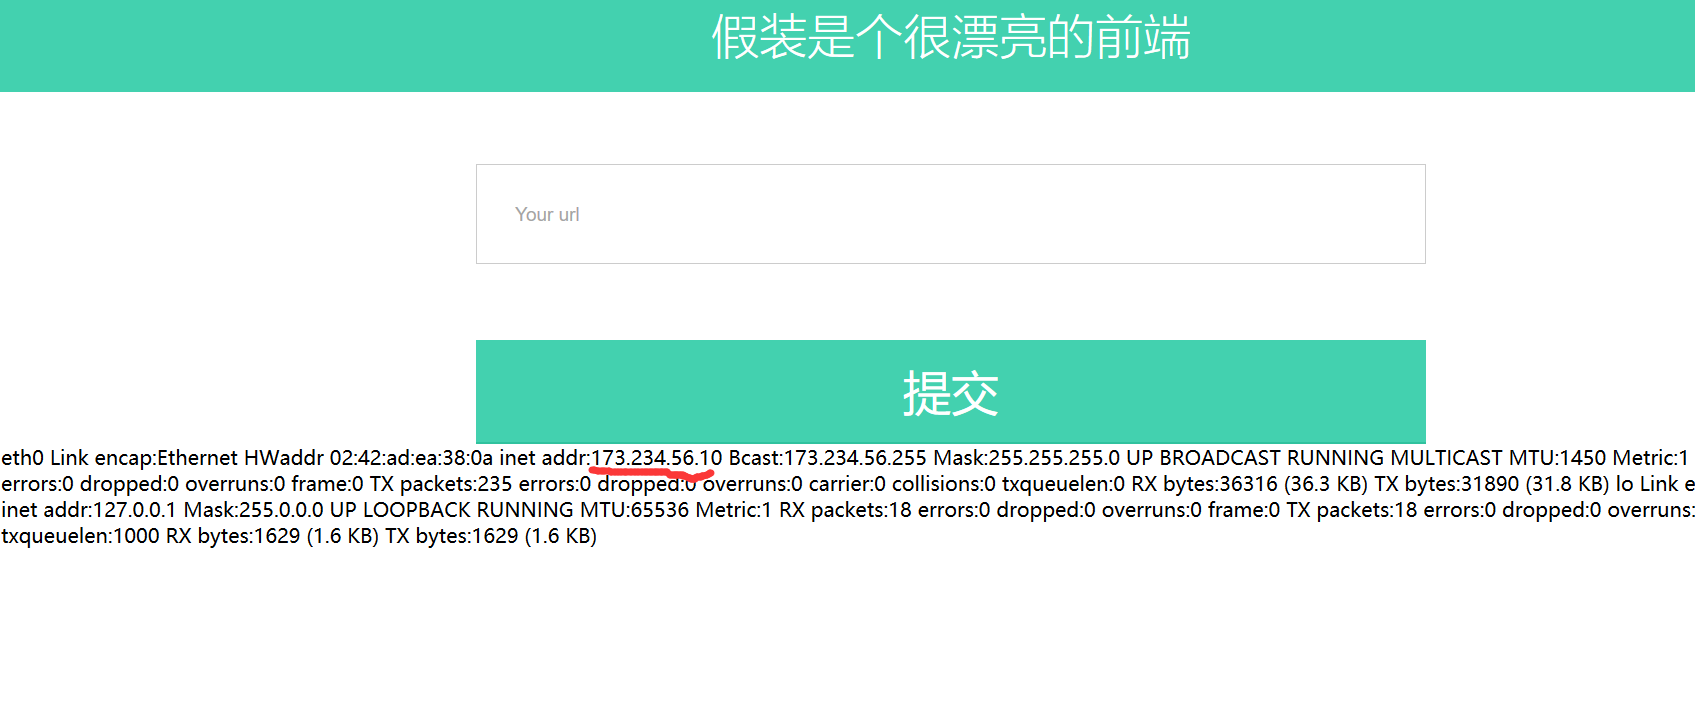 假装是个很漂亮的前端
Your url
提交
eth0 Link encap:Ethernet HWaddr 02:42:ad:ea:38:0a inet addr:173.234.56.10 Bcast:173.234.56.255 Mask:255.255.255.0 UP BROADCAST RUNNING MULTICAST MTU:1450 Metric:1
errors:0 dropped:0 overruns:0 frame:0 TX packets:235 errors:0 dropped:0 overruns:0 carrier:0 collisions:0 txqueuelen:0 RX bytes:36316 (36.3 KB) TX bytes:31890 (31.8 KB) lo Link e
inet addr:127.0.0.1 Mask:255.0.0.0 UP LOOPBACK RUNNING MTU:65536 Metric:1 RX packets:18 errors:0 dropped:0 overruns:0 frame:0 TX packets:18 errors:0 dropped:0 overruns:
txqueuelen:1000 RX bytes:1629 (1.6 KB) TX bytes:1629 (1.6 KB)